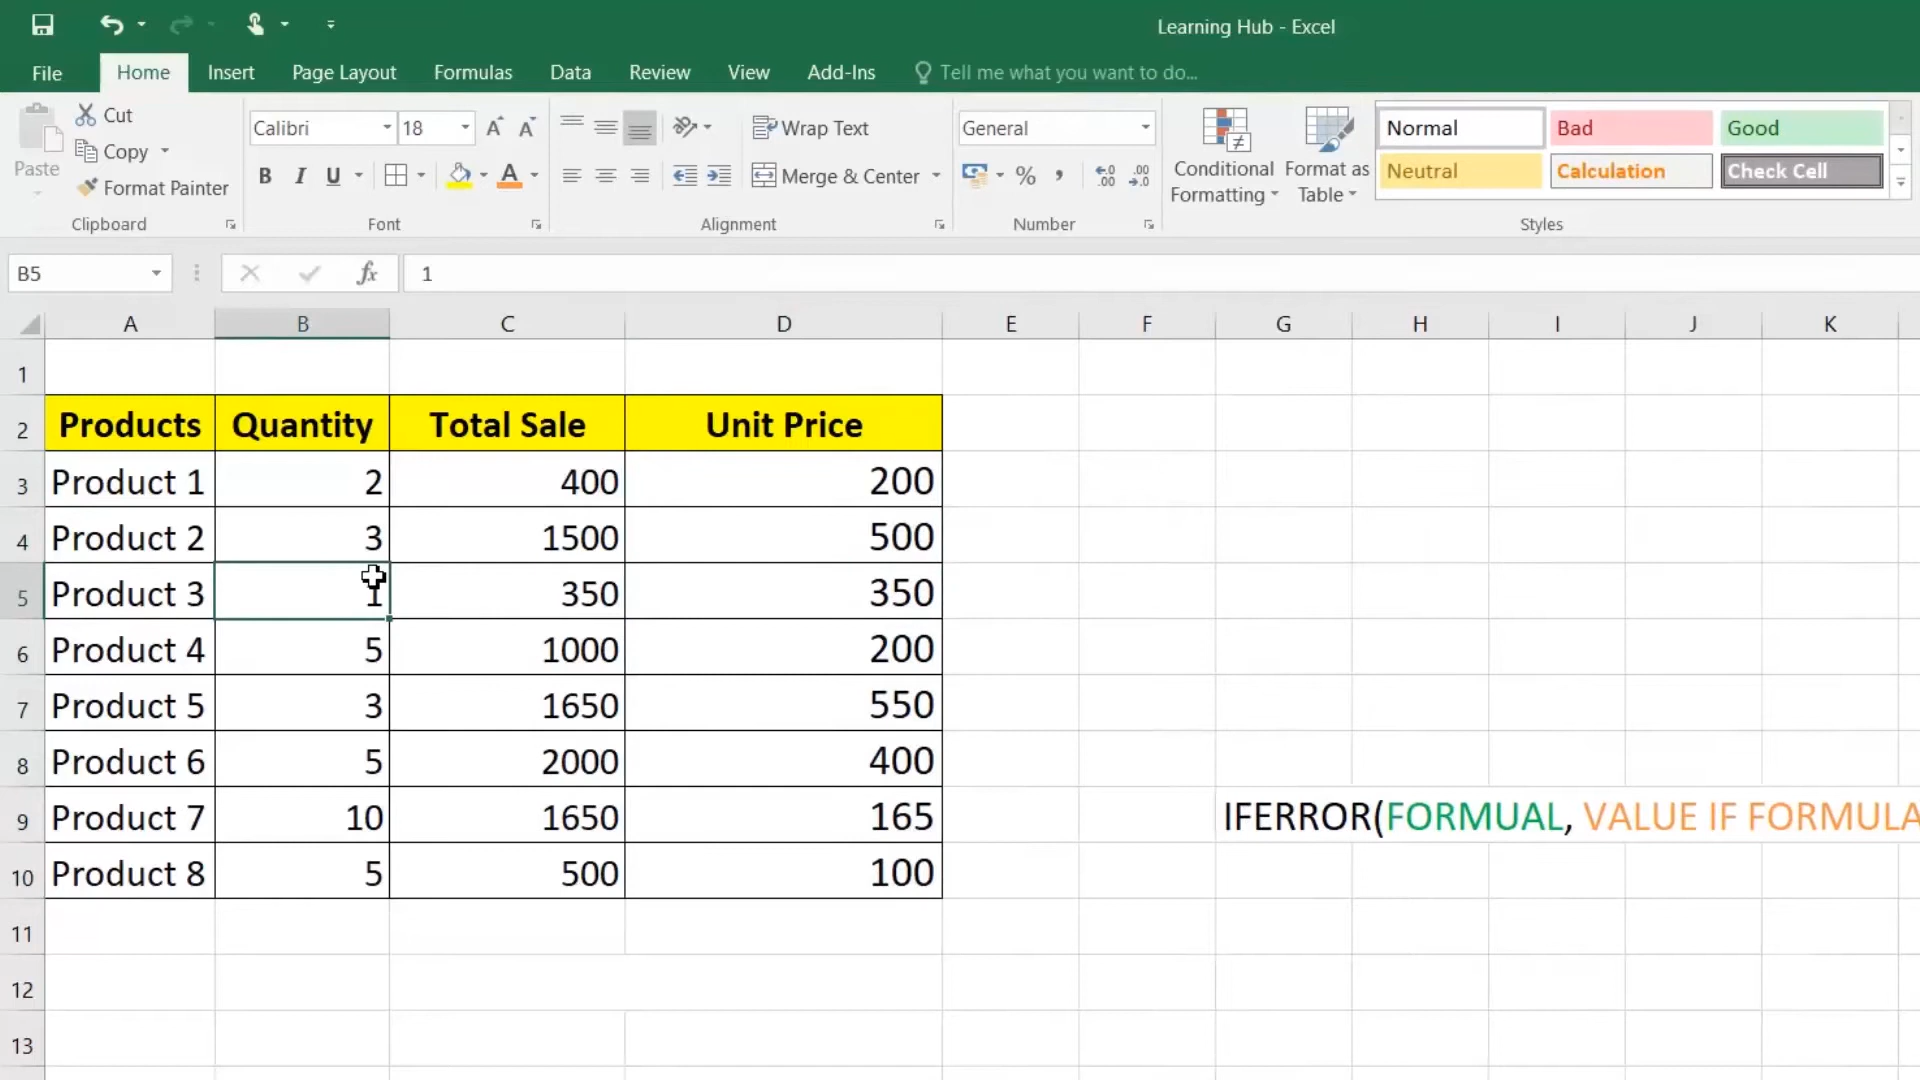 Learning Hub - Excel
File Home Insert Page Layout Formulas Data Review View Add-Ins Tell me what you want to do...
Paste
Cut
Copy
Format Painter
Clipboard
Calibri 18
B I U
Font
Wrap Text
Merge & Center
Alignment
General
% , .00
Number
Conditional Formatting
Format as Table
Normal Bad Good
Neutral Calculation Check Cell
Styles
B5 fx 1
A B C D E F G H I J K
1
2 Products Quantity Total Sale Unit Price
3 Product 1 2 400 200
4 Product 2 3 1500 500
5 Product 3 1 350 350
6 Product 4 5 1000 200
7 Product 5 3 1650 550
8 Product 6 5 2000 400
9 Product 7 10 1650 165 IFERROR(FORMUAL, VALUE IF FORMULA
10 Product 8 5 500 100
11
12
13